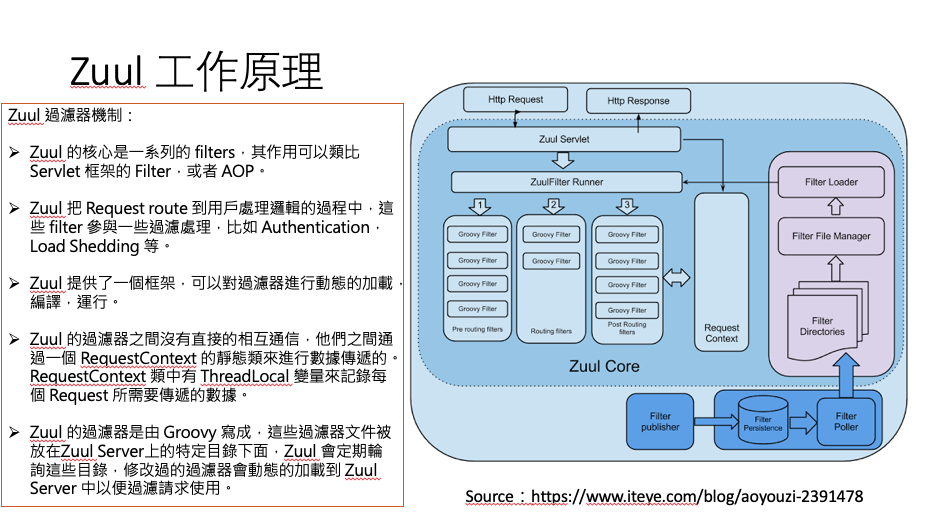 Zuul 工作原理
Zuul 過濾器機制：
➢ Zuul 的核心是一系列的 filters，其作用可以類比
Servlet 框架的 Filter，或者 AOP。
➢ Zuul 把 Request route 到用戶處理邏輯的過程中，這
些 filter 參與一些過濾處理，比如 Authentication，
Load Shedding 等。
➢ Zuul 提供了一個框架，可以對過濾器進行動態的加載，
編譯，運行。
➢ Zuul 的過濾器之間沒有直接的相互通信，他們之間通
過一個 RequestContext 的靜態類來進行數據傳遞的。
RequestContext 類中有 ThreadLocal 變量來記錄每
個 Request 所需要傳遞的數據。
➢ Zuul 的過濾器是由 Groovy 寫成，這些過濾器文件被
放在Zuul Server上的特定目錄下面，Zuul 會定期輪
詢這些目錄，修改過的過濾器會動態的加載到 Zuul
Server 中以便過濾請求使用。
Http Request
Http Response
Zuul Servlet
ZuulFilter Runner
1
2
3
Groovy Filter
Groovy Filter
Groovy Filter
Groovy Filter
Pre routing filters
Groovy Filter
Groovy Filter
Routing filters
Groovy Filter
Groovy Filter
Groovy Filter
Groovy Filter
Post Routing
filters
Request
Context
Zuul Core
Filter Loader
Filter File Manager
Filter
Directories
Filter
publisher
Filter
Persistence
Filter
Poller
Source：https://www.iteye.com/blog/aoyouzi-2391478